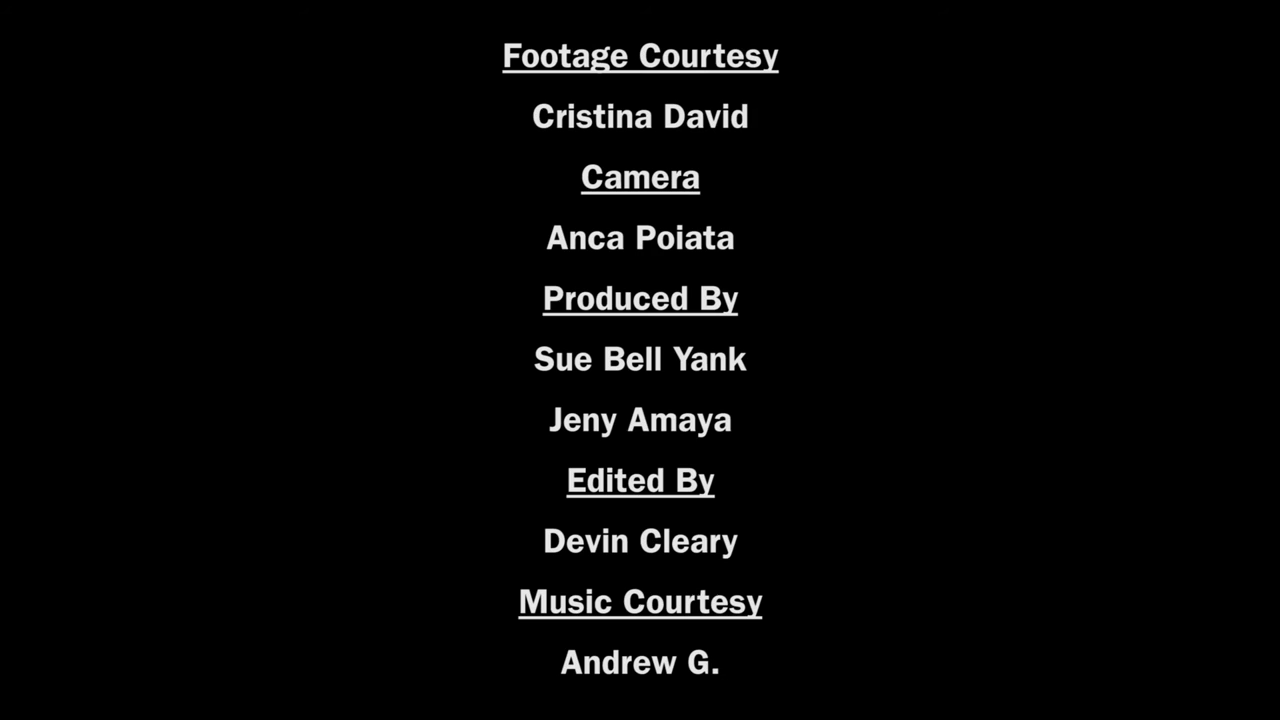 Footage Courtesy
Cristina David
Camera
Anca Poiata
Produced By
Sue Bell Yank
Jeny Amaya
Edited By
Devin Cleary
Music Courtesy
Andrew G.